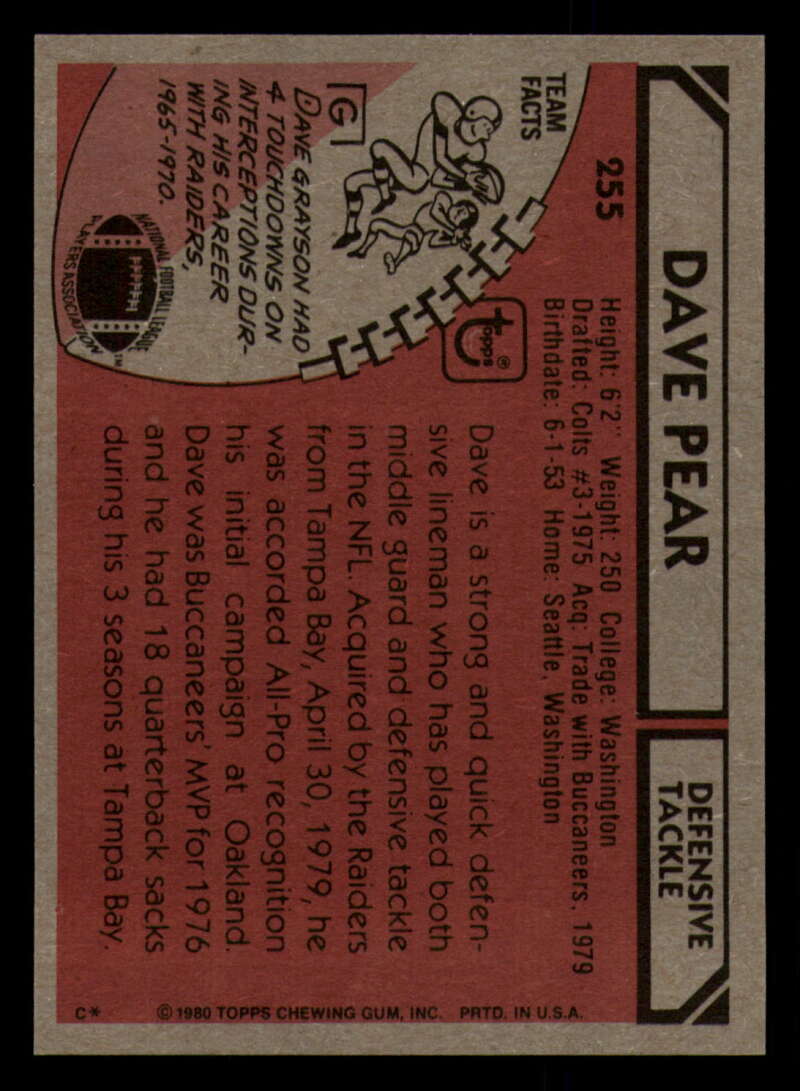 DAVE PEAR
DEFENSIVE
TACKLE
255
Height: 6'2" Weight: 250 College: Washington
Drafted: Colts #3-1975 Acq: Trade with Buccaneers, 1979
Birthdate: 6-1-53 Home: Seattle, Washington
TEAM
FACTS
G
DAVE GRAYSON HAD
4 TOUCHDOWNS ON
INTERCEPTIONS DUR-
ING HIS CAREER
WITH RAIDERS,
1965-1970.
topps®
Dave is a strong and quick defen-
sive lineman who has played both
middle guard and defensive tackle
in the NFL. Acquired by the Raiders
from Tampa Bay, April 30, 1979, he
was accorded All-Pro recognition
his initial campaign at Oakland.
Dave was Buccaneers' MVP for 1976
and he had 18 quarterback sacks
during his 3 seasons at Tampa Bay.
NATIONAL FOOTBALL LEAGUE
PLAYERS ASSOCIATION™
C* © 1980 TOPPS CHEWING GUM, INC. PRTD. IN U.S.A.